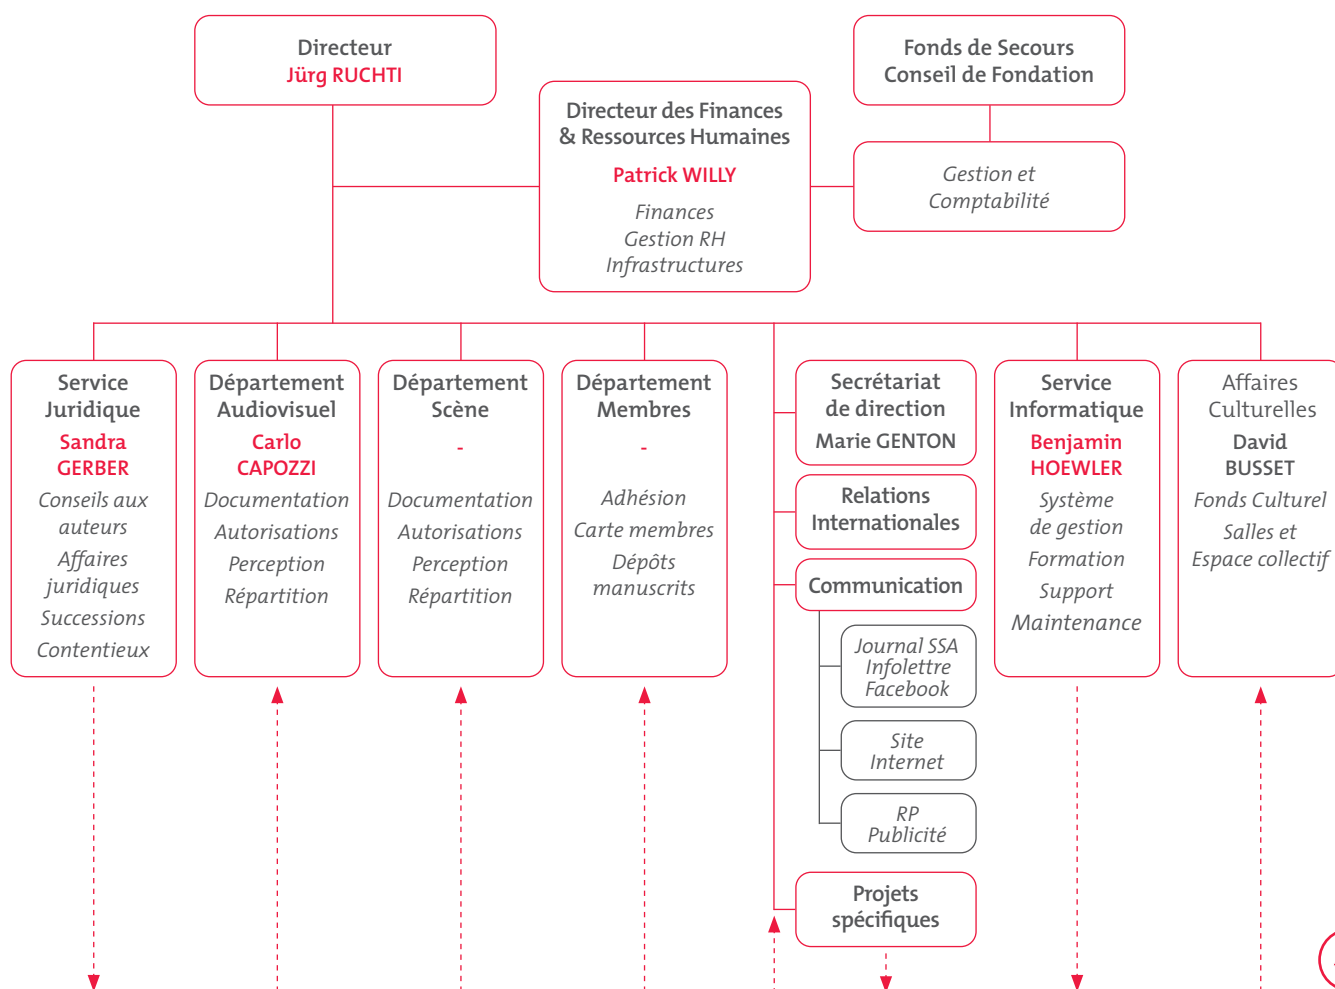 Directeur
Jürg RUCHTI
Fonds de Secours
Conseil de Fondation
Directeur des Finances
& Ressources Humaines
Patrick WILLY
Finances
Gestion RH
Infrastructures
Gestion et
Comptabilité
Service
Juridique
Sandra
GERBER
Conseils aux
auteurs
Affaires
juridiques
Successions
Contentieux
Département
Audiovisuel
Carlo
CAPOZZI
Documentation
Autorisations
Perception
Répartition
Département
Scène
-
Documentation
Autorisations
Perception
Répartition
Département
Membres
-
Adhésion
Carte membres
Dépôts
manuscrits
Secrétariat
de direction
Marie GENTON
Relations
Internationales
Communication
Journal SSA
Infolettre
Facebook
Site
Internet
RP
Publicité
Projets
spécifiques
Service
Informatique
Benjamin
HOEWLER
Système
de gestion
Formation
Support
Maintenance
Affaires
Culturelles
David
BUSSET
Fonds Culturel
Salles et
Espace collectif